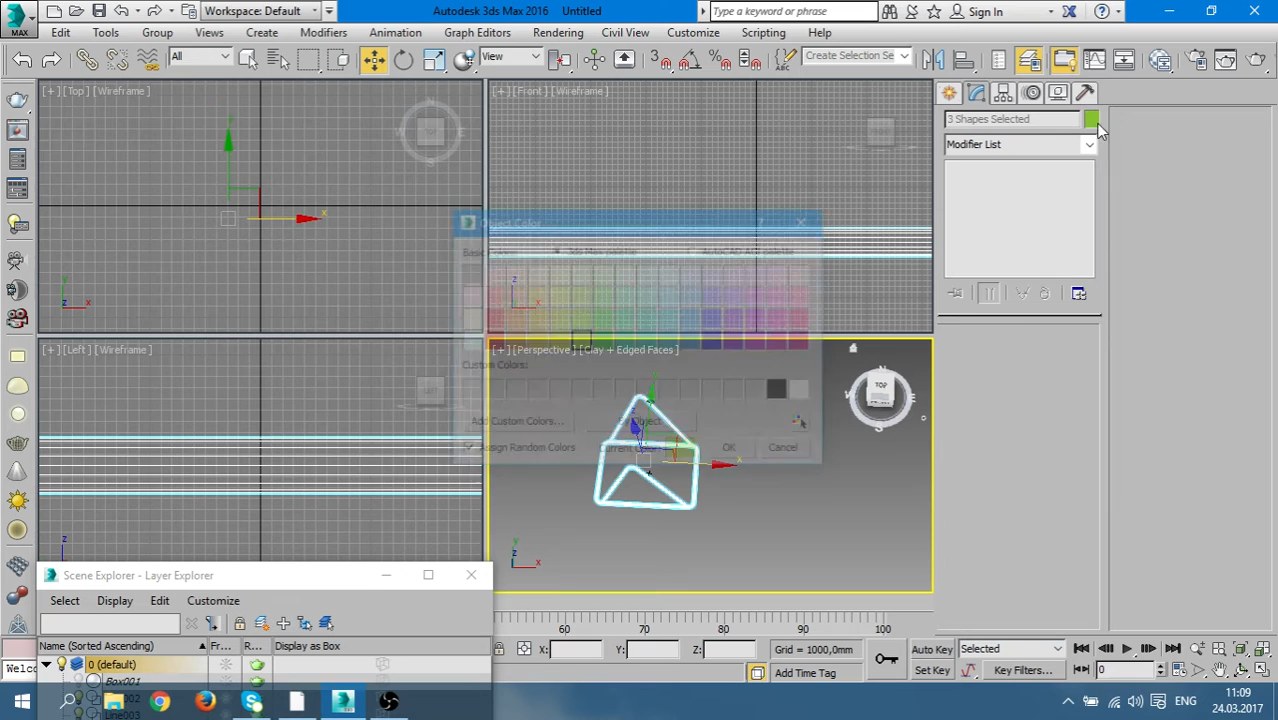 MAX
Workspace: Default
Autodesk 3ds Max 2016 Untitled
Type a keyword or phrase
Sign In
Edit Tools Group Views Create Modifiers Animation Graph Editors Rendering Civil View Customize Scripting Help
All
View
Create Selection Se
[+] [Top] [Wireframe]
[+] [Front] [Wireframe]
3 Shapes Selected
Modifier List
Object Color
Basic Colors: 3ds Max palette AutoCAD ACI palette
[+] [Left] [Wireframe]
[+] [Perspective] [Clay + Edged Faces]
Custom Colors:
Add Custom Colors... By Object
Assign Random Colors Current Color: OK Cancel
Scene Explorer - Layer Explorer
Select Display Edit Customize
60 70 80 90 100
Name (Sorted Ascending) Fr... R... Display as Box
X: Y: Z: Grid = 1000,0mm
Auto Key Selected
0 (default)
Add Time Tag
Set Key Key Filters... 0
Welc
Box001
Line003
ENG
11:09
24.03.2017